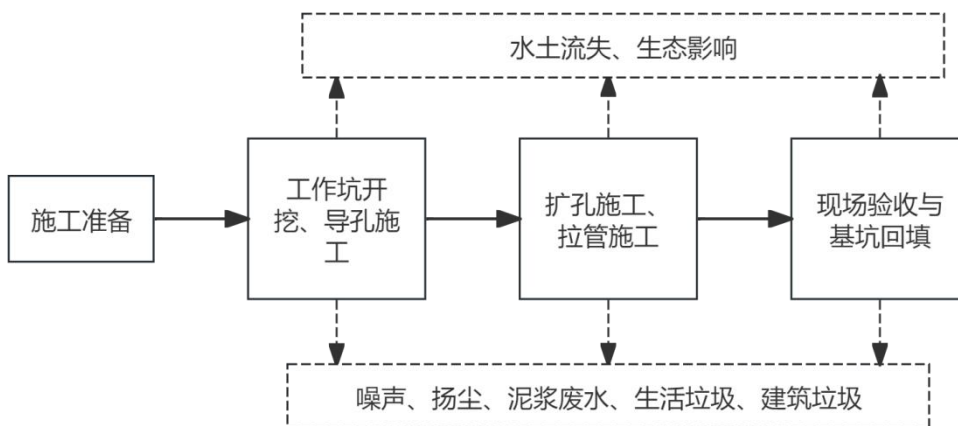 水土流失、生态影响
施工准备
工作坑开
挖、导孔施
工
扩孔施工、
拉管施工
现场验收与
基坑回填
噪声、扬尘、泥浆废水、生活垃圾、建筑垃圾